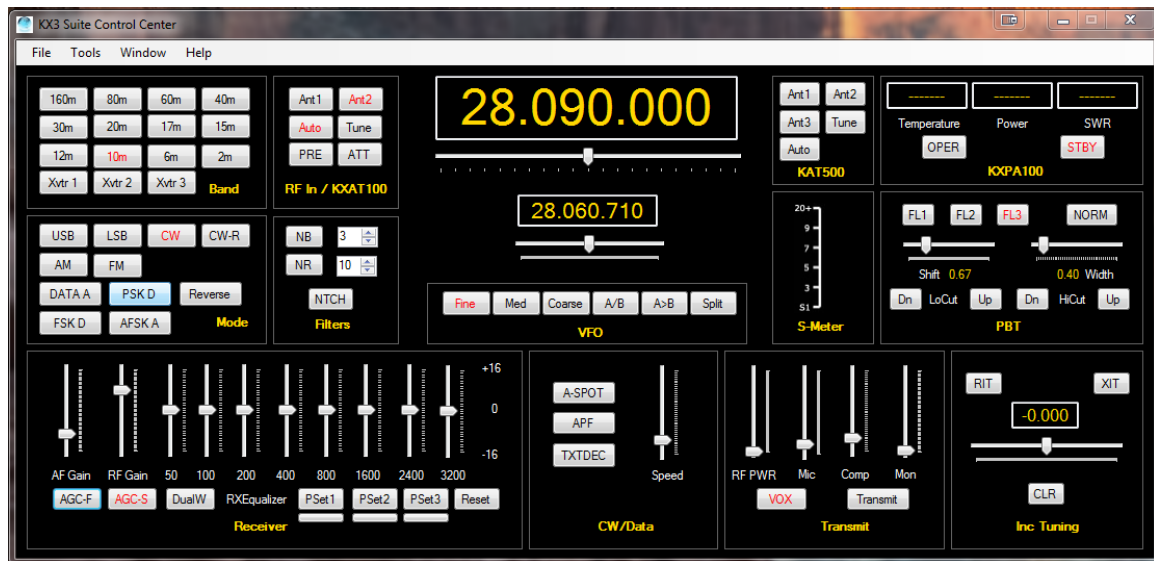 KX3 Suite Control Center
File Tools Window Help
160m 80m 60m 40m
30m 20m 17m 15m
12m 10m 6m 2m
Xvtr 1 Xvtr 2 Xvtr 3 Band
Ant1 Ant2
Auto Tune
PRE ATT
RF In / KXAT100
28.090.000
28.060.710
Ant1 Ant2
Ant3 Tune
Auto
KAT500
------- ------- -------
Temperature Power SWR
OPER STBY
KXPA100
USB LSB CW CW-R
AM FM
DATA A PSK D Reverse
FSK D AFSK A Mode
NB 3
NR 10
NTCH
Filters
Fine Med Coarse A/B A>B Split
VFO
20+
9
7
5
3
S1
S-Meter
FL1 FL2 FL3 NORM
Shift 0.67 0.40 Width
Dn LoCut Up Dn HiCut Up
PBT
+16
0
-16
AF Gain RF Gain 50 100 200 400 800 1600 2400 3200
AGC-F AGC-S DualW RXEqualizer PSet1 PSet2 PSet3 Reset
Receiver
A-SPOT
APF
TXTDEC
Speed
CW/Data
RF PWR Mic Comp Mon
VOX Transmit
Transmit
RIT XIT
-0.000
CLR
Inc Tuning